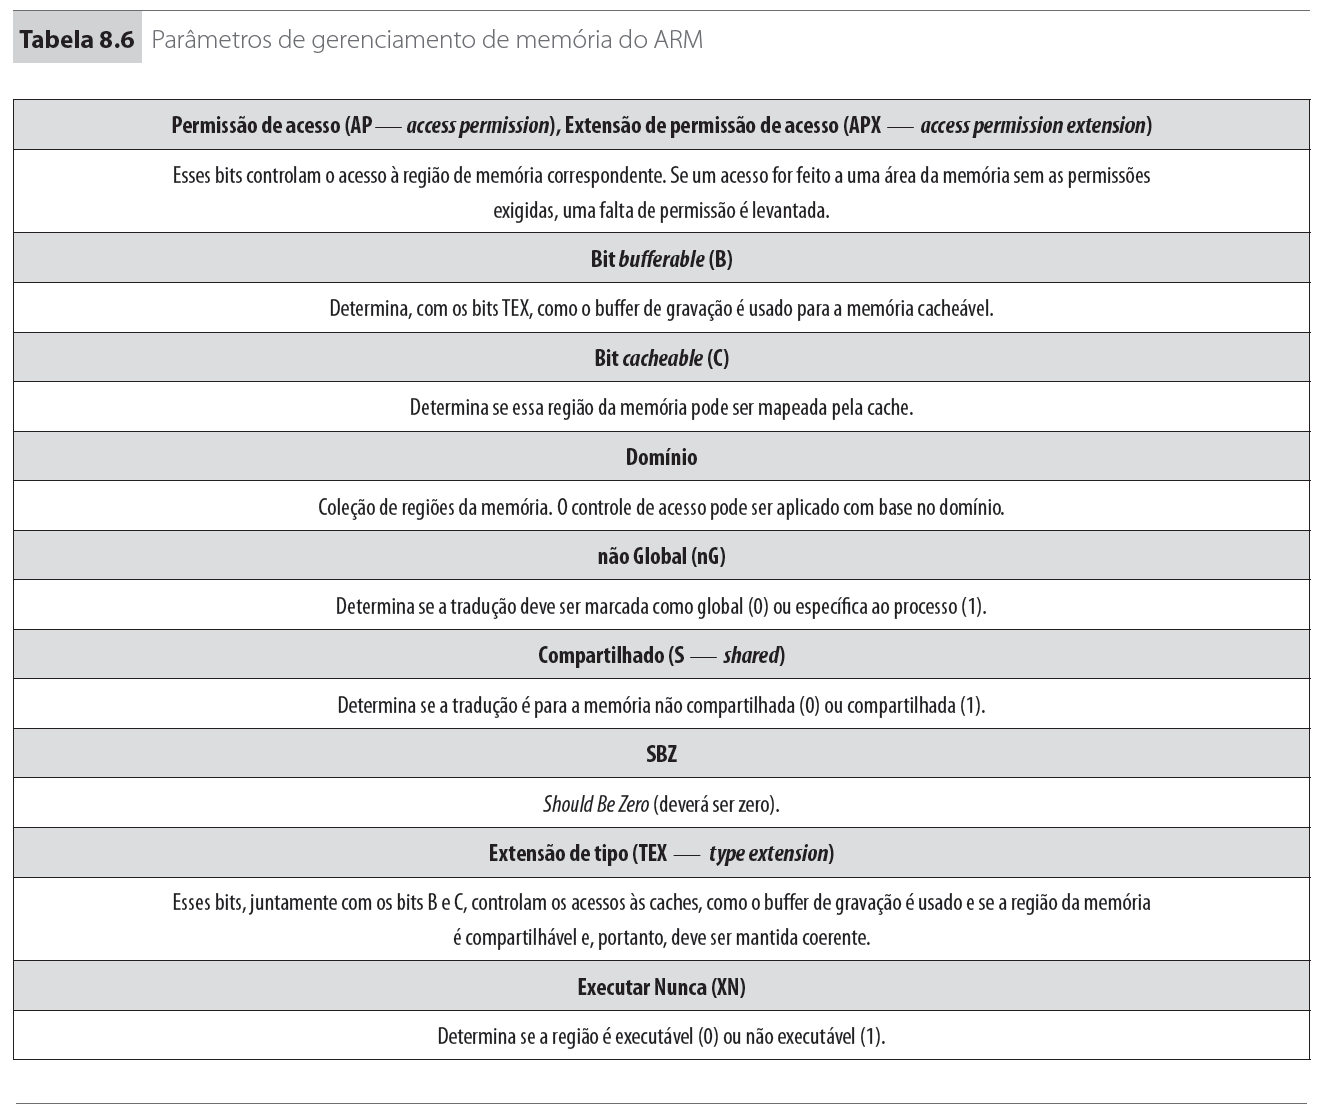 Tabela 8.6 Parâmetros de gerenciamento de memória do ARM
Permissão de acesso (AP — access permission), Extensão de permissão de acesso (APX — access permission extension)
Esses bits controlam o acesso à região de memória correspondente. Se um acesso for feito a uma área da memória sem as permissões
exigidas, uma falta de permissão é levantada.
Bit bufferable (B)
Determina, com os bits TEX, como o buffer de gravação é usado para a memória cacheável.
Bit cacheable (C)
Determina se essa região da memória pode ser mapeada pela cache.
Domínio
Coleção de regiões da memória. O controle de acesso pode ser aplicado com base no domínio.
não Global (nG)
Determina se a tradução deve ser marcada como global (0) ou específica ao processo (1).
Compartilhado (S — shared)
Determina se a tradução é para a memória não compartilhada (0) ou compartilhada (1).
SBZ
Should Be Zero (deverá ser zero).
Extensão de tipo (TEX — type extension)
Esses bits, juntamente com os bits B e C, controlam os acessos às caches, como o buffer de gravação é usado e se a região da memória
é compartilhável e, portanto, deve ser mantida coerente.
Executar Nunca (XN)
Determina se a região é executável (0) ou não executável (1).